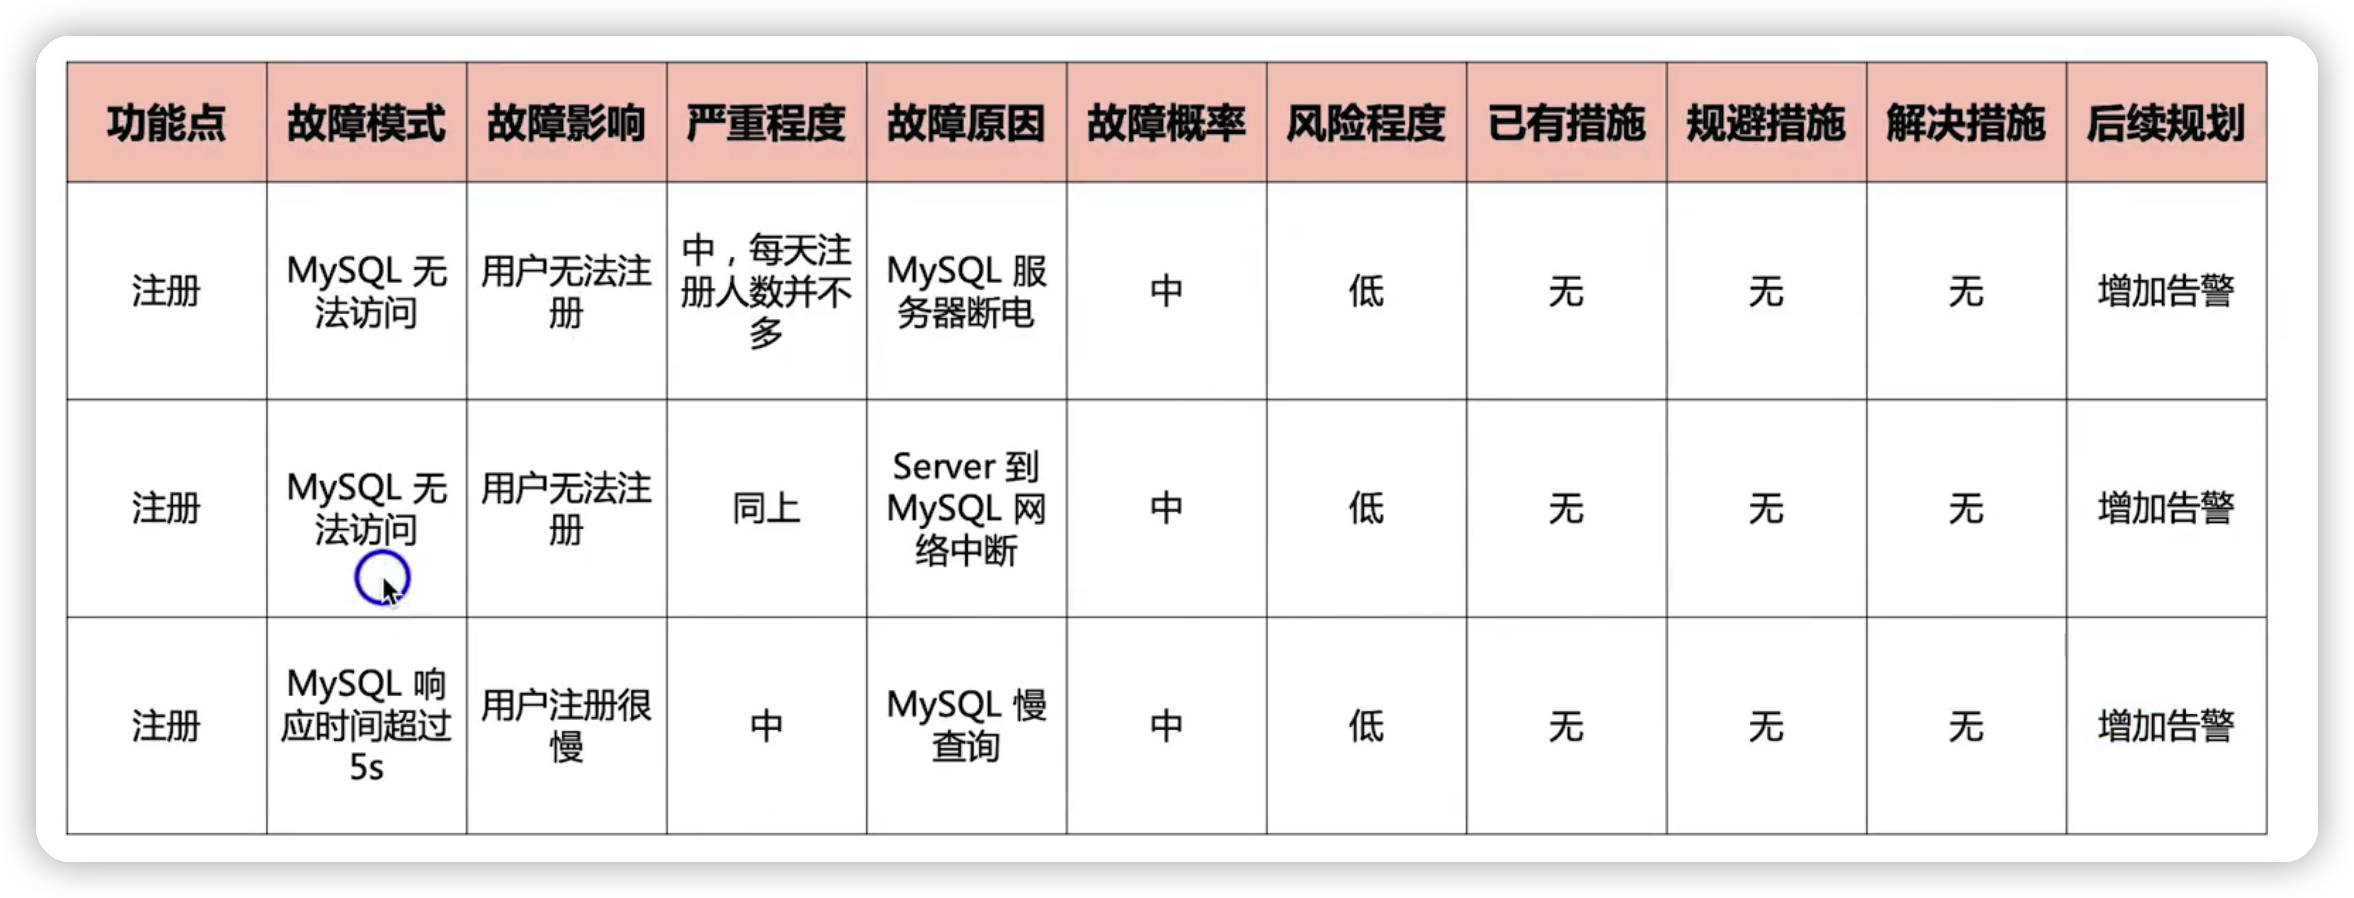 功能点 故障模式 故障影响 严重程度 故障原因 故障概率 风险程度 已有措施 规避措施 解决措施 后续规划
注册
MySQL 无
法访问
用户无法注
册
中，每天注
册人数并不
多
MySQL 服
务器断电
中
低
无
无
无
增加告警
注册
MySQL 无
法访问
用户无法注
册
同上
Server 到
MySQL 网
络中断
中
低
无
无
无
增加告警
注册
MySQL 响
应时间超过
5s
用户注册很
慢
中
MySQL 慢
查询
中
低
无
无
无
增加告警